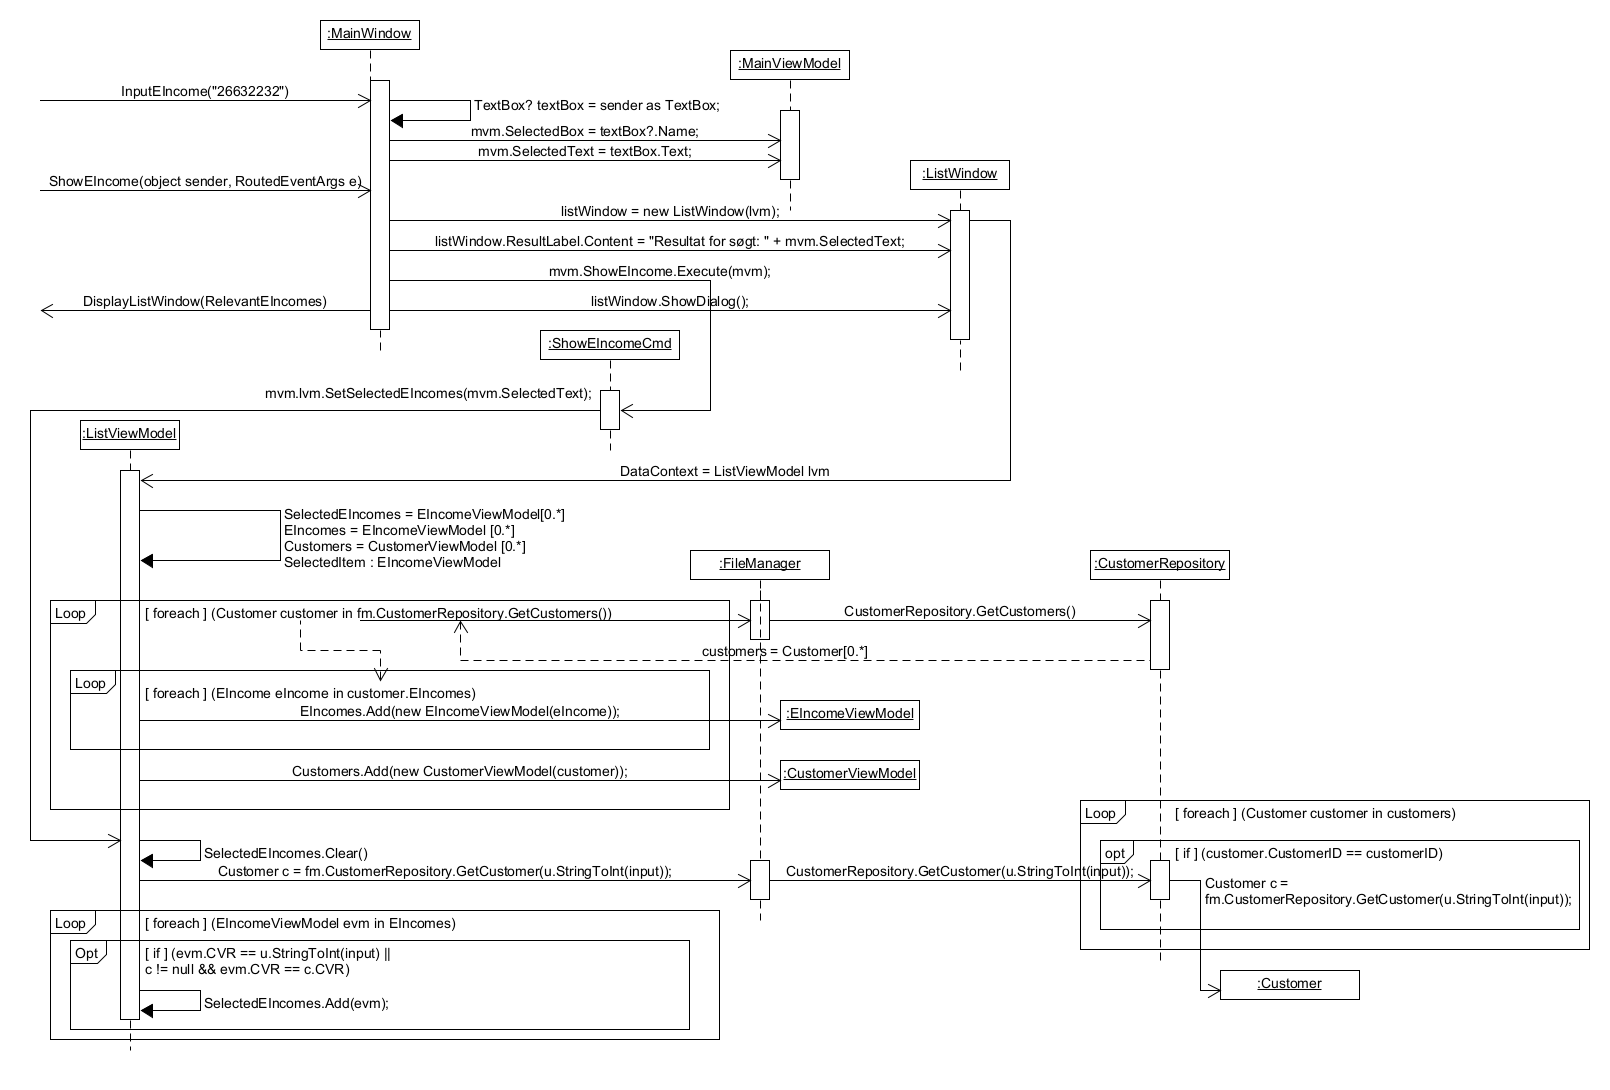 :MainWindow
:MainViewModel
InputEIncome("26632232")
TextBox? textBox = sender as TextBox;
mvm.SelectedBox = textBox?.Name;
mvm.SelectedText = textBox.Text;
:ListWindow
ShowEIncome(object sender, RoutedEventArgs e)
listWindow = new ListWindow(lvm);
listWindow.ResultLabel.Content = "Resultat for søgt: " + mvm.SelectedText;
mvm.ShowEIncome.Execute(mvm);
DisplayListWindow(RelevantEIncomes)
listWindow.ShowDialog();
:ShowEIncomeCmd
mvm.lvm.SetSelectedEIncomes(mvm.SelectedText);
:ListViewModel
DataContext = ListViewModel lvm
SelectedEIncomes = EIncomeViewModel[0.*]
EIncomes = EIncomeViewModel [0.*]
Customers = CustomerViewModel [0.*]
SelectedItem : EIncomeViewModel
:FileManager
:CustomerRepository
Loop
[ foreach ] (Customer customer in fm.CustomerRepository.GetCustomers())
CustomerRepository.GetCustomers()
customers = Customer[0.*]
Loop
[ foreach ] (EIncome eIncome in customer.EIncomes)
EIncomes.Add(new EIncomeViewModel(eIncome));
:EIncomeViewModel
Customers.Add(new CustomerViewModel(customer));
:CustomerViewModel
Loop
[ foreach ] (Customer customer in customers)
SelectedEIncomes.Clear()
opt
[ if ] (customer.CustomerID == customerID)
Customer c = fm.CustomerRepository.GetCustomer(u.StringToInt(input));
CustomerRepository.GetCustomer(u.StringToInt(input));
Customer c =
fm.CustomerRepository.GetCustomer(u.StringToInt(input));
Loop
[ foreach ] (EIncomeViewModel evm in EIncomes)
Opt
[ if ] (evm.CVR == u.StringToInt(input) ||
c != null && evm.CVR == c.CVR)
SelectedEIncomes.Add(evm);
:Customer